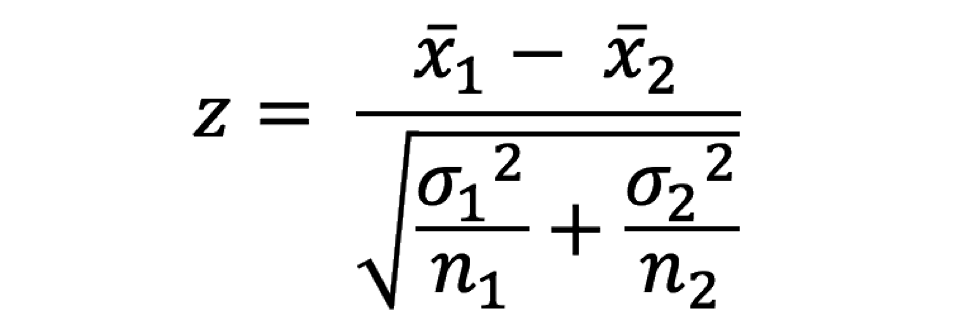 z = (x̄₁ − x̄₂) / √(σ₁²/n₁ + σ₂²/n₂)